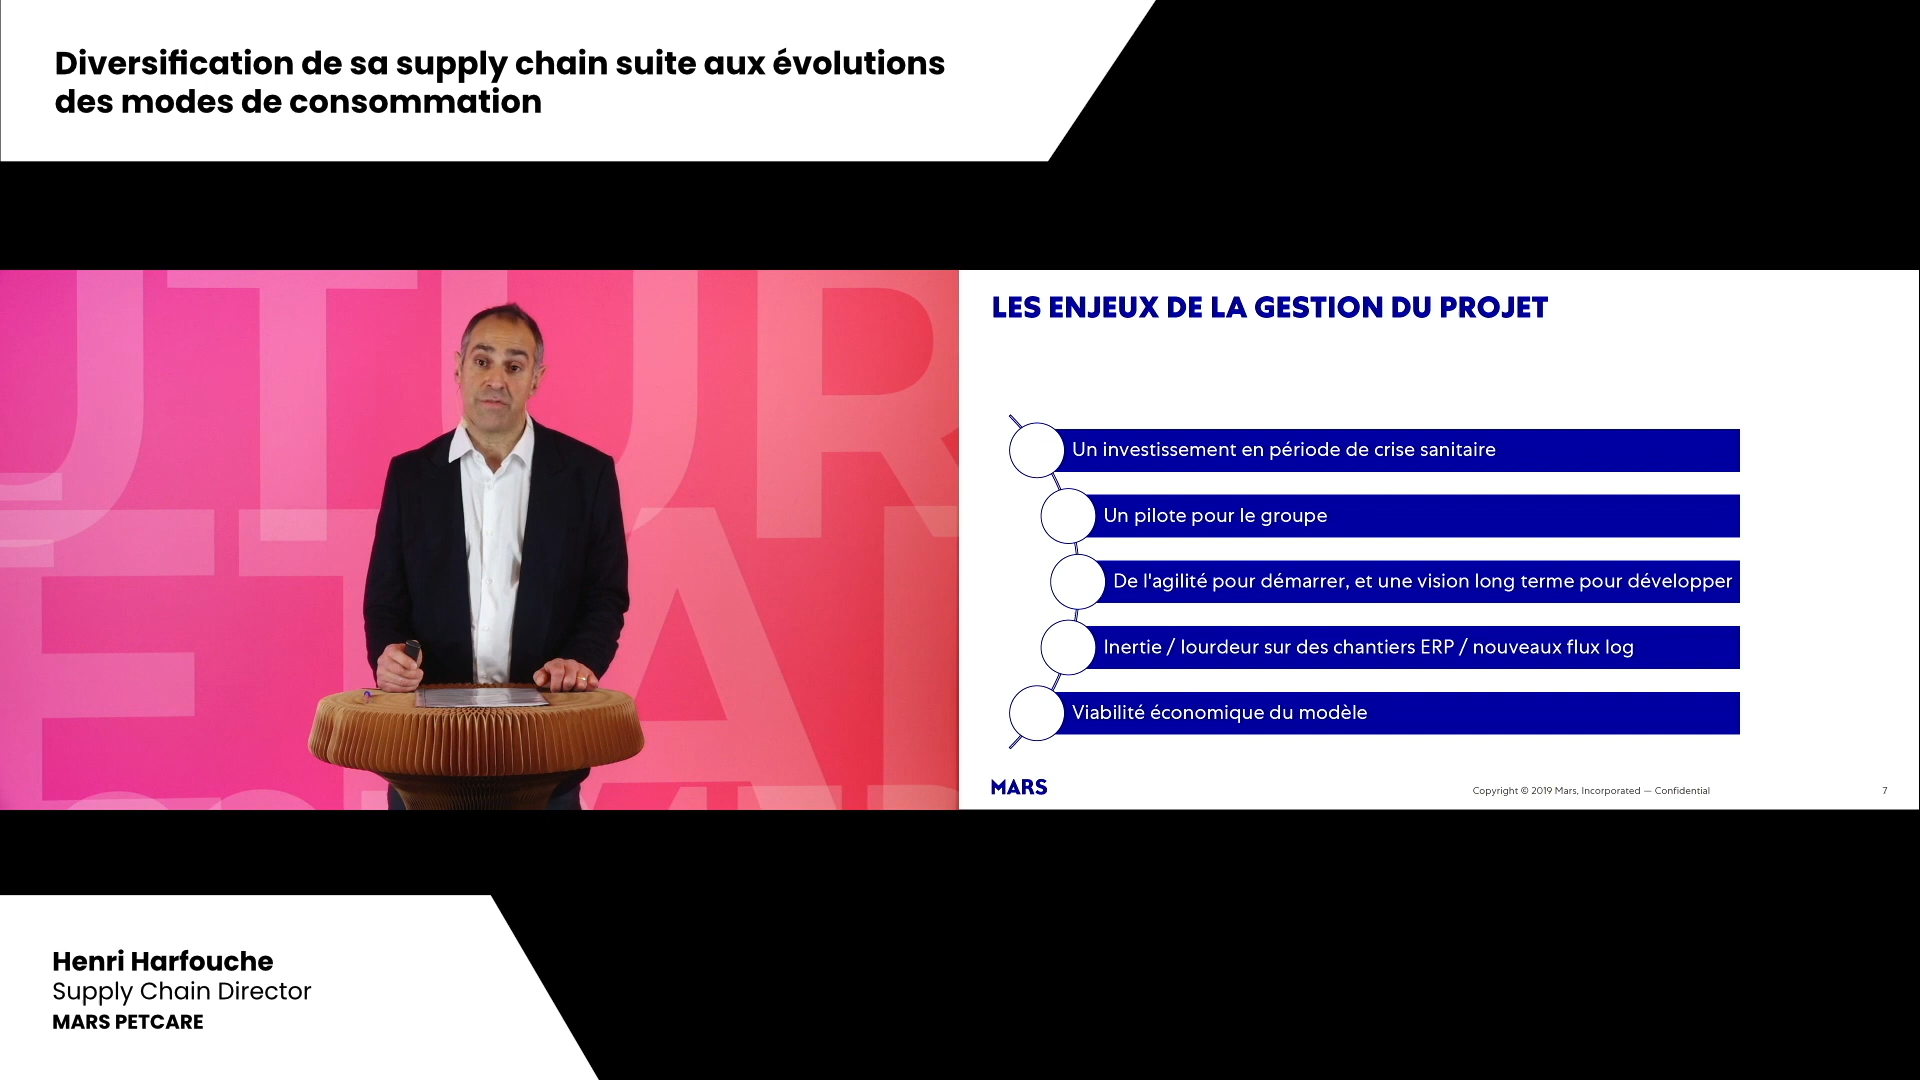 Diversification de sa supply chain suite aux évolutions
des modes de consommation
LES ENJEUX DE LA GESTION DU PROJET
Un investissement en période de crise sanitaire
Un pilote pour le groupe
De l'agilité pour démarrer, et une vision long terme pour développer
Inertie / lourdeur sur des chantiers ERP / nouveaux flux log
Viabilité économique du modèle
MARS
Copyright © 2019 Mars, Incorporated — Confidential
7
Henri Harfouche
Supply Chain Director
MARS PETCARE